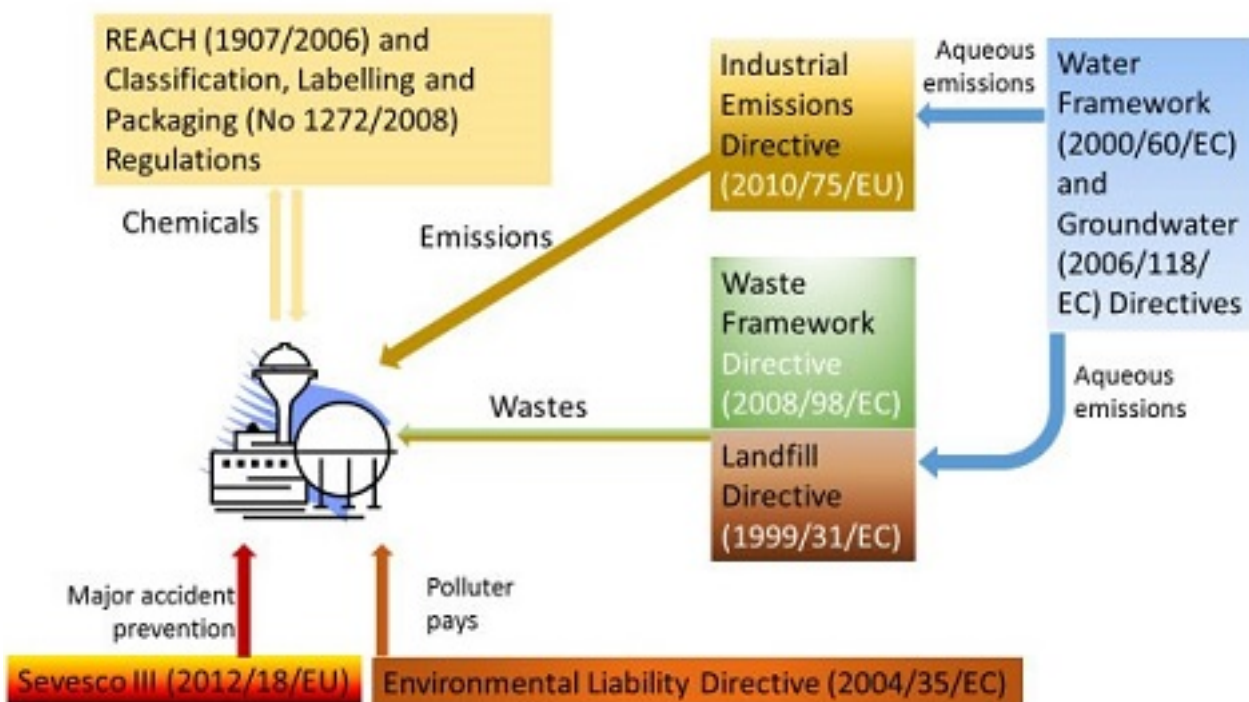 REACH (1907/2006) and
Classification, Labelling and
Packaging (No 1272/2008)
Regulations
Chemicals
Emissions
Industrial
Emissions
Directive
(2010/75/EU)
Aqueous
emissions
Water
Framework
(2000/60/EC)
and
Groundwater
(2006/118/
EC) Directives
Waste
Framework
Directive
(2008/98/EC)
Wastes
Landfill
Directive
(1999/31/EC)
Aqueous
emissions
Major accident
prevention
Polluter
pays
Sevesco III (2012/18/EU)
Environmental Liability Directive (2004/35/EC)